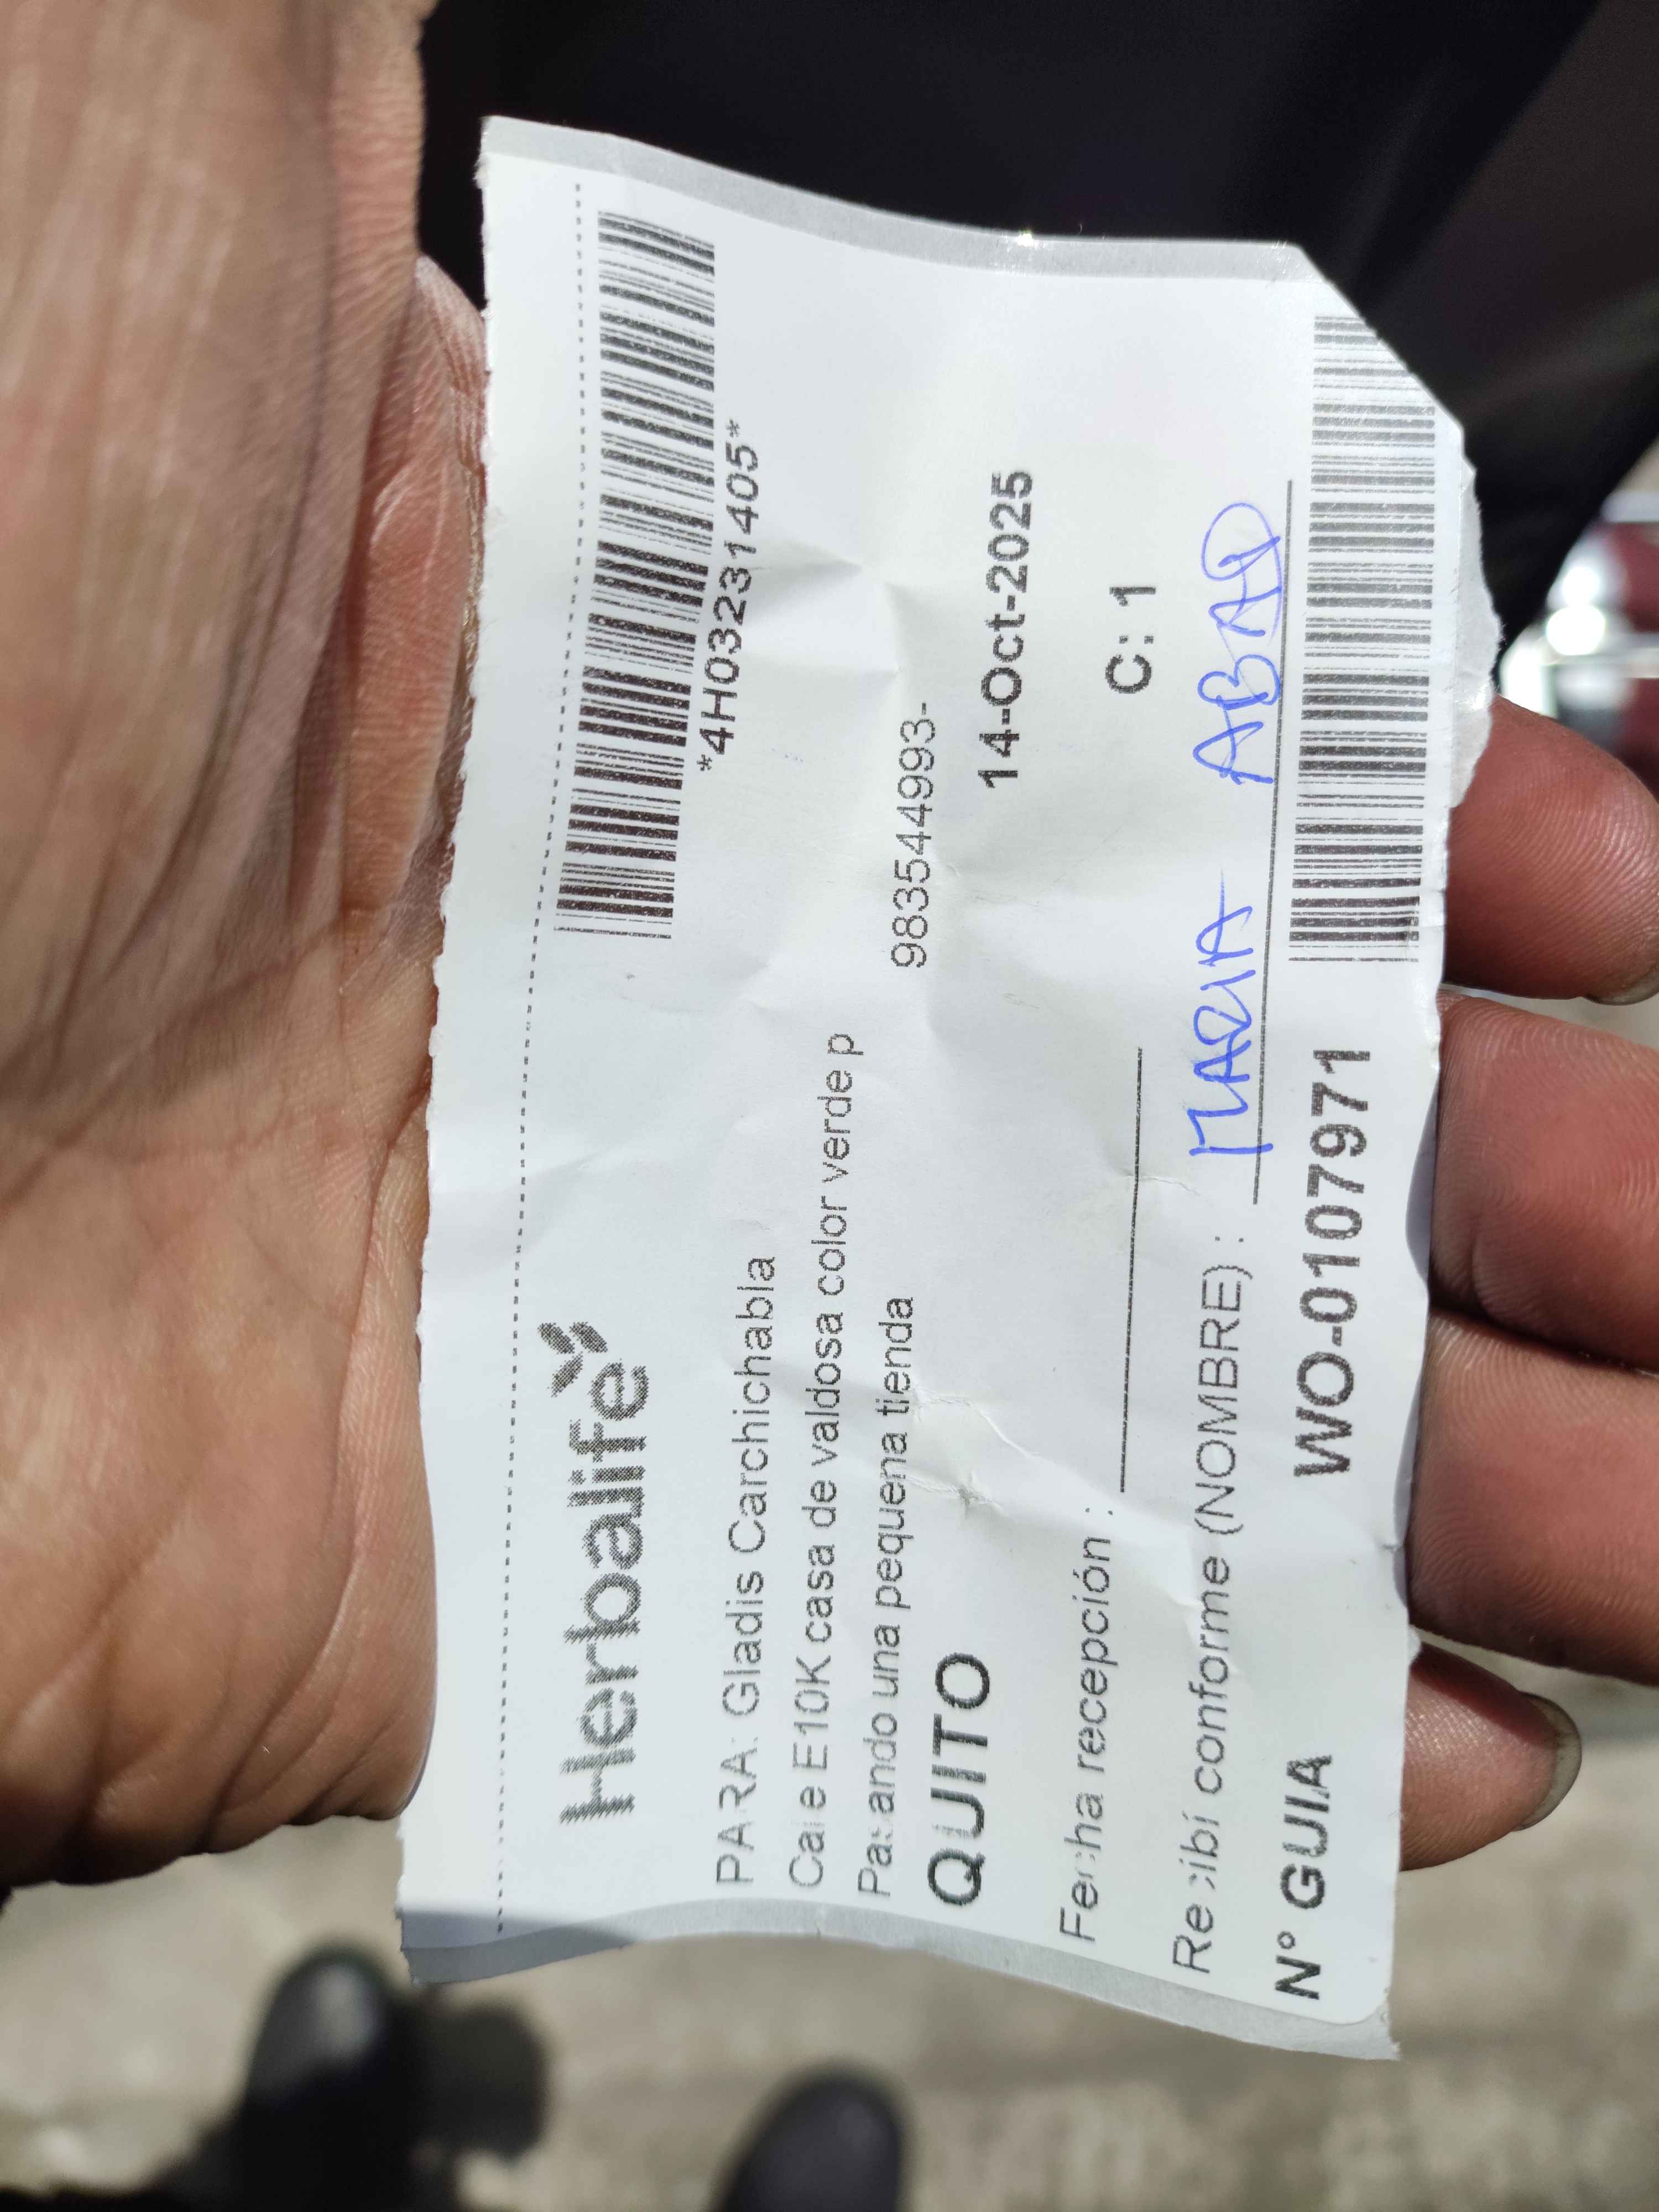 Herbalife
*4H03231405*
PARA: Gladis Carchichabla
Calle E10K casa de valdosa color verde p
Pasando una pequena tienda
983544993-
QUITO
14-Oct-2025
Fecha recepción :
C: 1
Recibí conforme (NOMBRE) : MARIA ABAD
N° GUIA WO-0107971